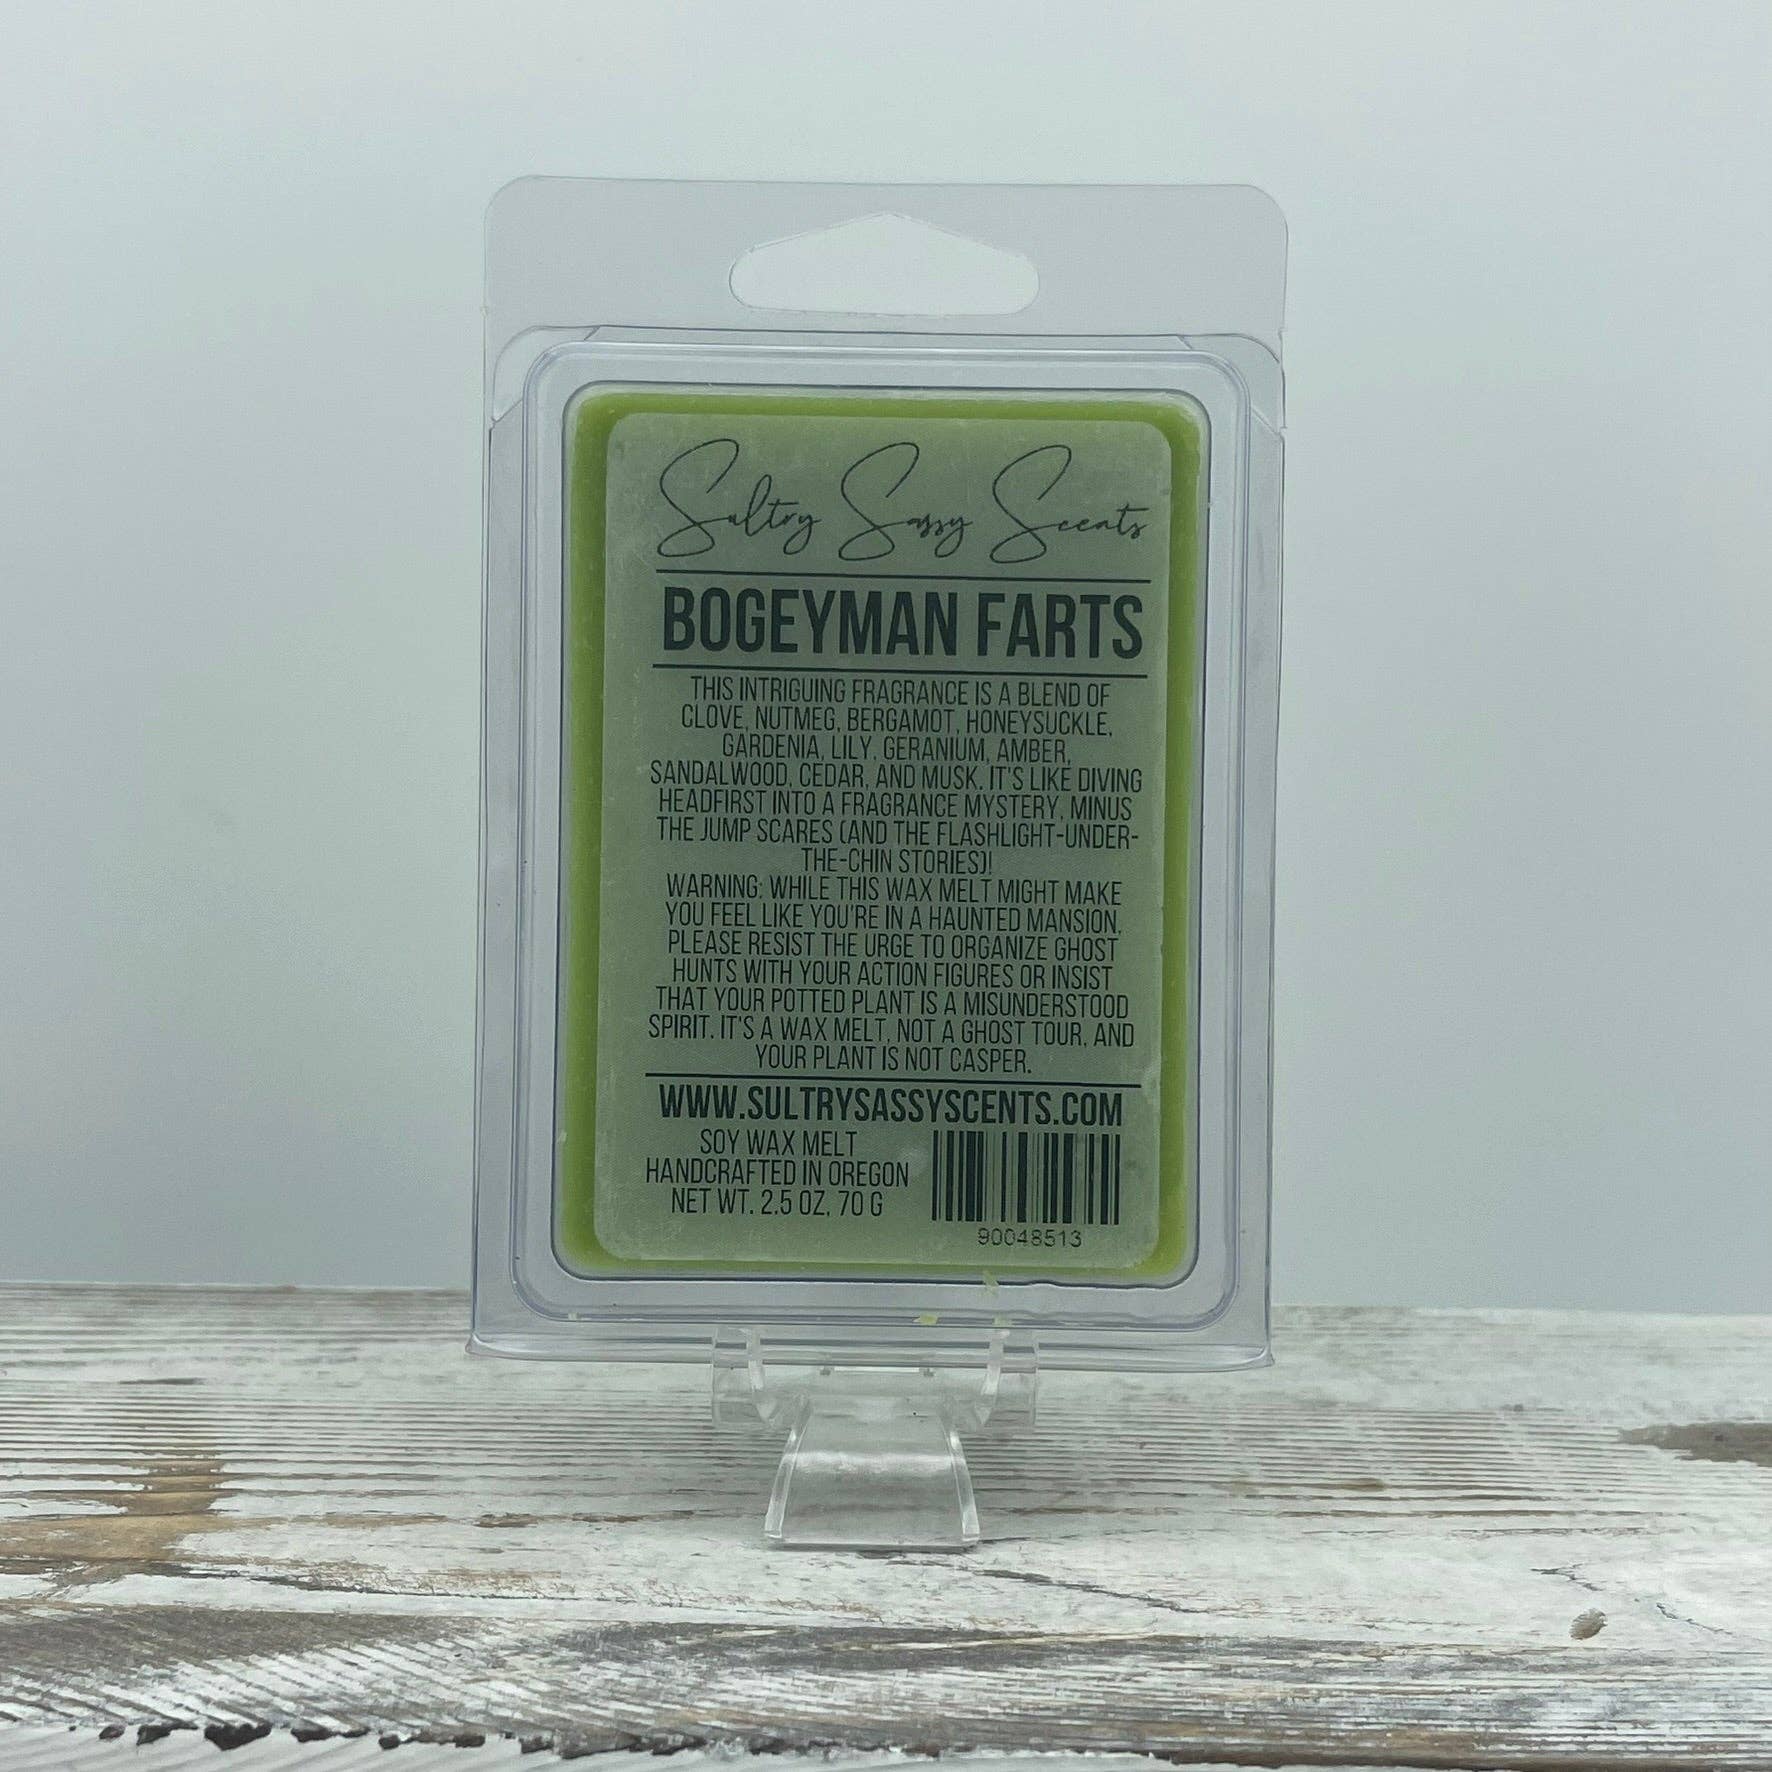 Sultry Sassy Scents
BOGEYMAN FARTS
THIS INTRIGUING FRAGRANCE IS A BLEND OF
CLOVE, NUTMEG, BERGAMOT, HONEYSUCKLE,
GARDENIA, LILY, GERANIUM, AMBER,
SANDALWOOD, CEDAR, AND MUSK. IT'S LIKE DIVING
HEADFIRST INTO A FRAGRANCE MYSTERY, MINUS
THE JUMP SCARES (AND THE FLASHLIGHT-UNDER-
THE-CHIN STORIES)!
WARNING: WHILE THIS WAX MELT MIGHT MAKE
YOU FEEL LIKE YOU'RE IN A HAUNTED MANSION,
PLEASE RESIST THE URGE TO ORGANIZE GHOST
HUNTS WITH YOUR ACTION FIGURES OR INSIST
THAT YOUR POTTED PLANT IS A MISUNDERSTOOD
SPIRIT. IT'S A WAX MELT, NOT A GHOST TOUR, AND
YOUR PLANT IS NOT CASPER.
WWW.SULTRYSASSYSCENTS.COM
SOY WAX MELT
HANDCRAFTED IN OREGON
NET WT. 2.5 OZ, 70 G
90048513